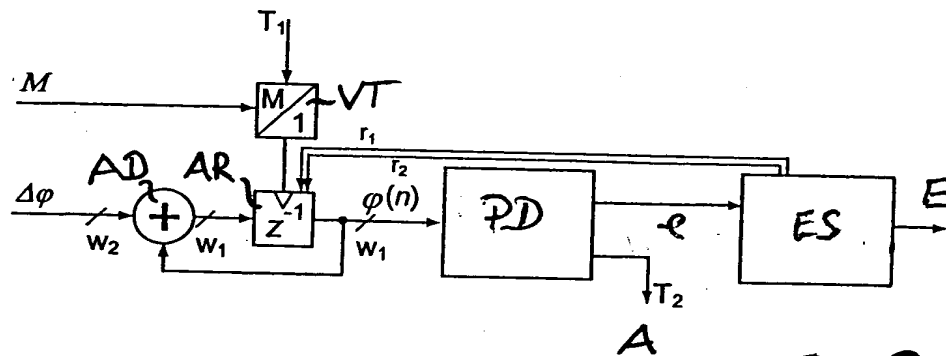 T₁
M
M/1
VT
r₁
r₂
AD
AR
Δφ
+
w₂
w₁
z⁻¹
φ(n)
w₁
PD
e
ES
E
T₂
A